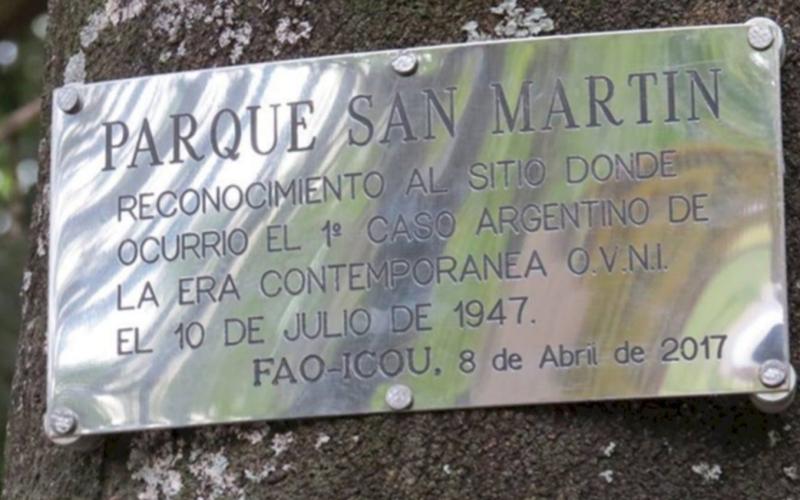 PARQUE SAN MARTIN
RECONOCIMIENTO AL SITIO DONDE
OCURRIO EL 1º CASO ARGENTINO DE
LA ERA CONTEMPORANEA O.V.N.I.
EL 10 DE JULIO DE 1947.
FAO-ICOU, 8 de Abril de 2017